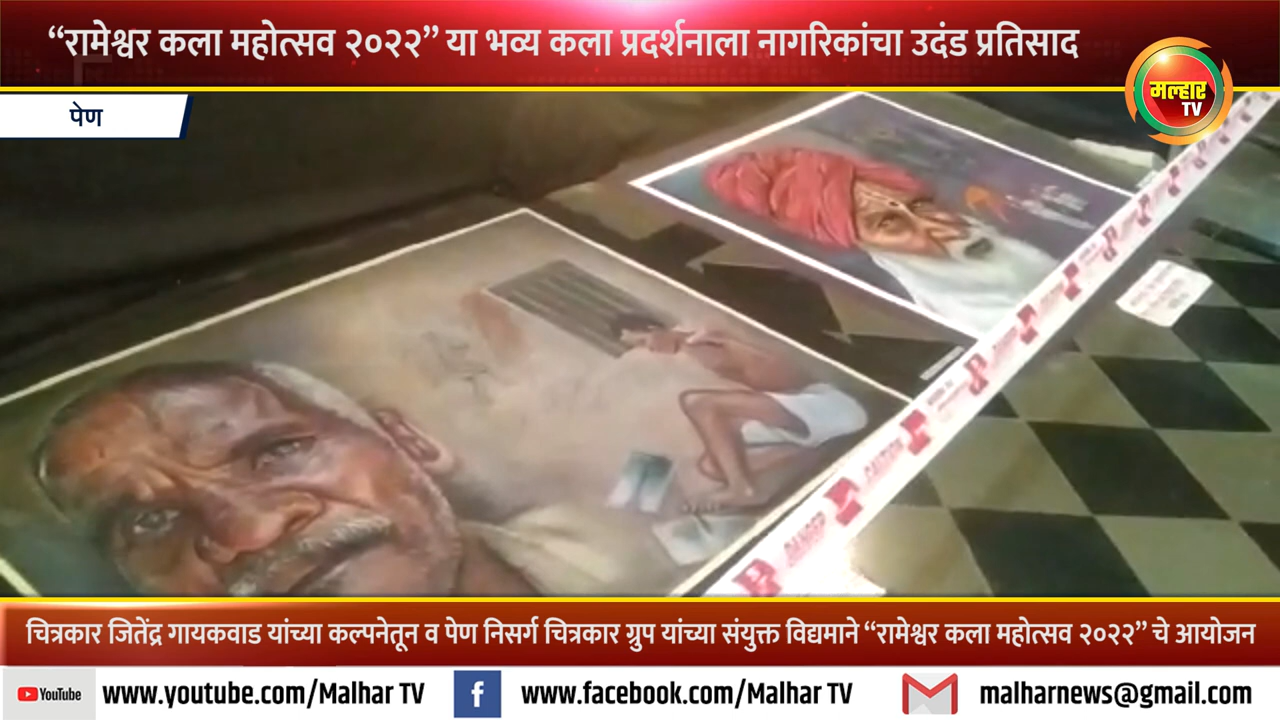 “रामेश्वर कला महोत्सव २०२२” या भव्य कला प्रदर्शनाला नागरिकांचा उदंड प्रतिसाद
मल्हार
TV
पेण
DANGER
CAUTION
चित्रकार जितेंद्र गायकवाड यांच्या कल्पनेतून व पेण निसर्ग चित्रकार ग्रुप यांच्या संयुक्त विद्यमाने “रामेश्वर कला महोत्सव २०२२” चे आयोजन
YouTube www.youtube.com/Malhar TV f www.facebook.com/Malhar TV malharnews@gmail.com